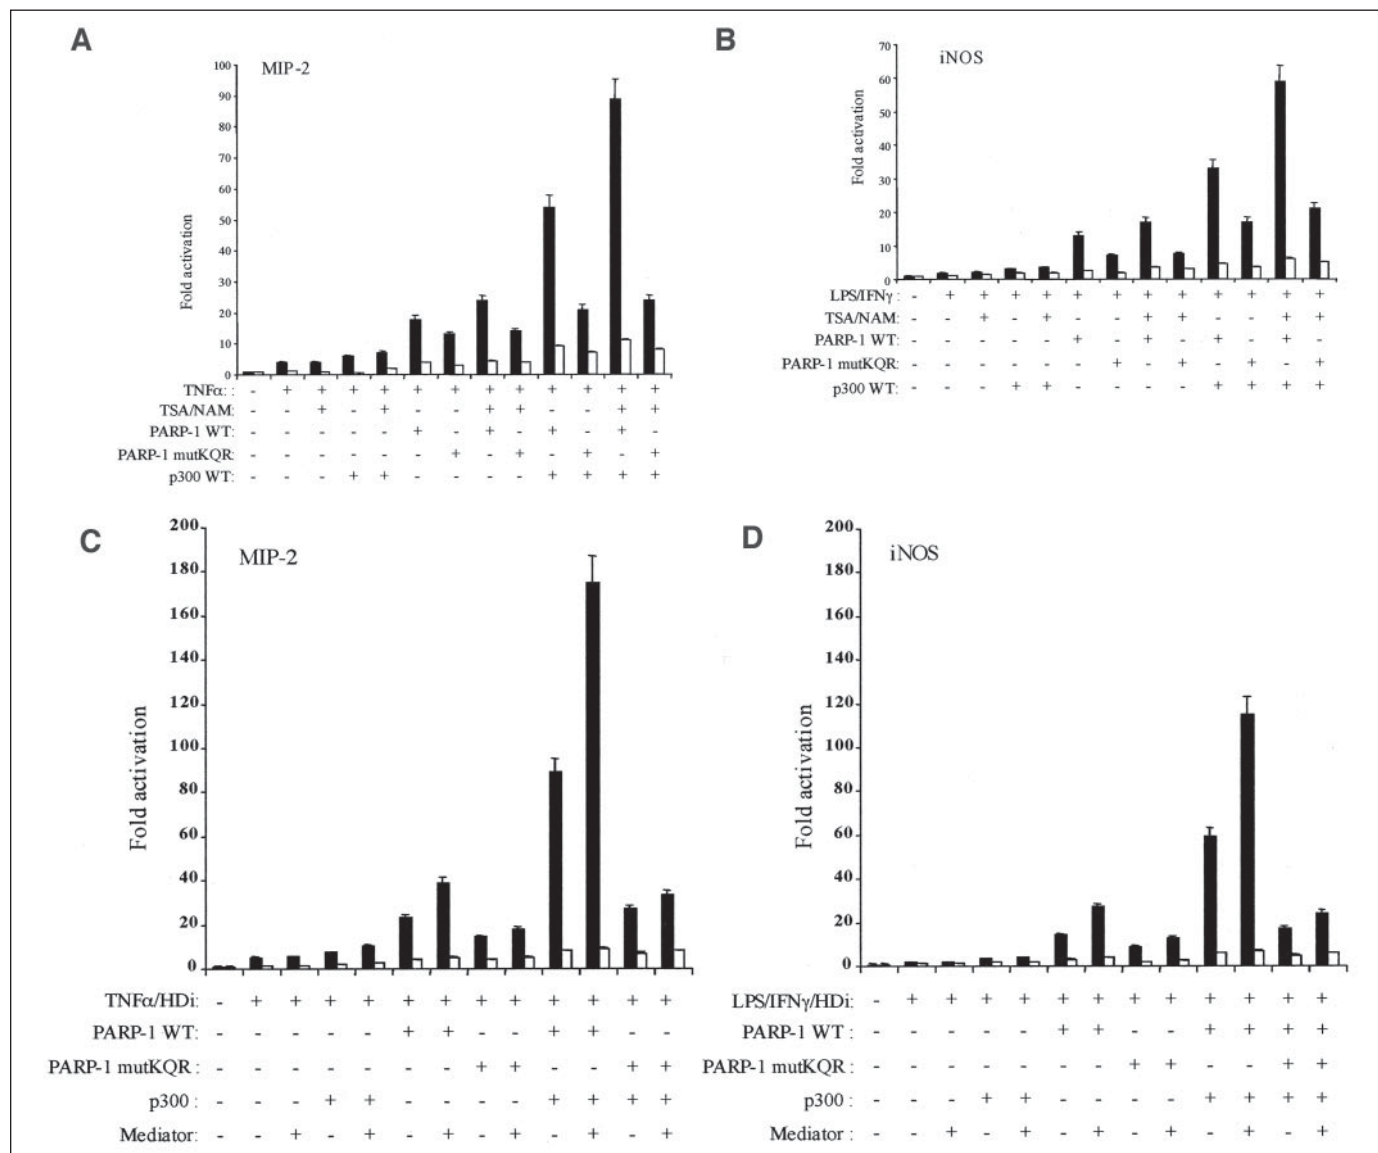 A
MIP-2
Fold activation
100
90
80
70
60
50
40
30
20
10
0
TNFα: : - + + + + + + + + + + + +
TSA/NAM: - - + - + - - + + - - + +
PARP-1 WT: - - - - - + - + - + - + -
PARP-1 mutKQR: - - - - - - + - + - + - +
p300 WT: - - - + + - - - - + + + +
B
iNOS
Fold activation
70
60
50
40
30
20
10
0
LPS/IFNγ : - + + + + + + + + + + + +
TSA/NAM: - - + - + - - + + - - + +
PARP-1 WT : - - - - - + - + - + - + -
PARP-1 mutKQR : - - - - - - + - + - + - +
p300 WT: - - - + + - - - - + + + +
C
MIP-2
Fold activation
200
180
160
140
120
100
80
60
40
20
0
TNFα/HDi: - + + + + + + + + + + + +
PARP-1 WT : - - - - - + + - - + + - -
PARP-1 mutKQR : - - - - - - - + + - - + +
p300 : - - - + + - - - - + + + +
Mediator: - - + - + - + - + - + - +
D
iNOS
Fold activation
200
180
160
140
120
100
80
60
40
20
0
LPS/IFNγ/HDi: - + + + + + + + + + + + +
PARP-1 WT : - - - - - + + - - + + + +
PARP-1 mutKQR : - - - - - - - + + - - + +
p300 : - - - + + - - - - + + + +
Mediator : - - + - + - + - + - + - +